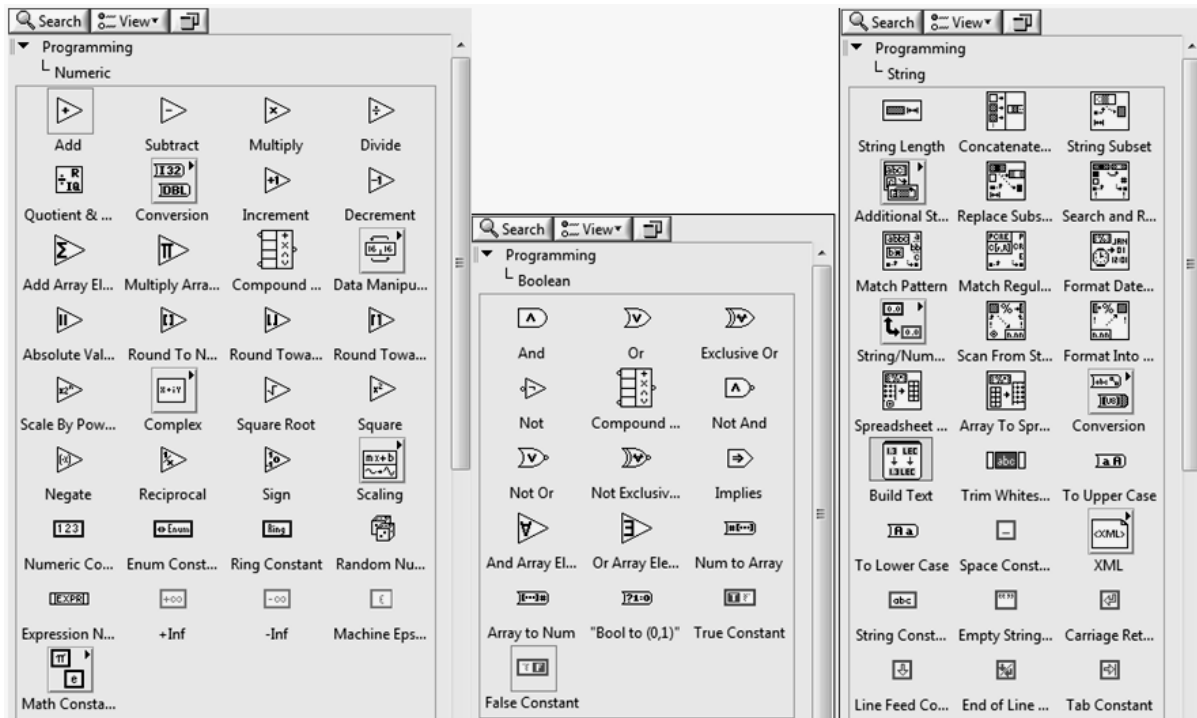 Search View
Programming
Numeric
Add Subtract Multiply Divide
Quotient & ... Conversion Increment Decrement
Add Array El... Multiply Arra... Compound ... Data Manipu...
Absolute Val... Round To N... Round Towa... Round Towa...
Scale By Pow... Complex Square Root Square
Negate Reciprocal Sign Scaling
Numeric Co... Enum Const... Ring Constant Random Nu...
Expression N... +Inf -Inf Machine Eps...
Math Consta...
Search View
Programming
Boolean
And Or Exclusive Or
Not Compound ... Not And
Not Or Not Exclusiv... Implies
And Array El... Or Array Ele... Num to Array
Array to Num "Bool to (0,1)" True Constant
False Constant
Search View
Programming
String
String Length Concatenate... String Subset
Additional St... Replace Subs... Search and R...
Match Pattern Match Regul... Format Date...
String/Num... Scan From St... Format Into ...
Spreadsheet ... Array To Spr... Conversion
Build Text Trim Whites... To Upper Case
To Lower Case Space Const... XML
String Const... Empty String... Carriage Ret...
Line Feed Co... End of Line ... Tab Constant